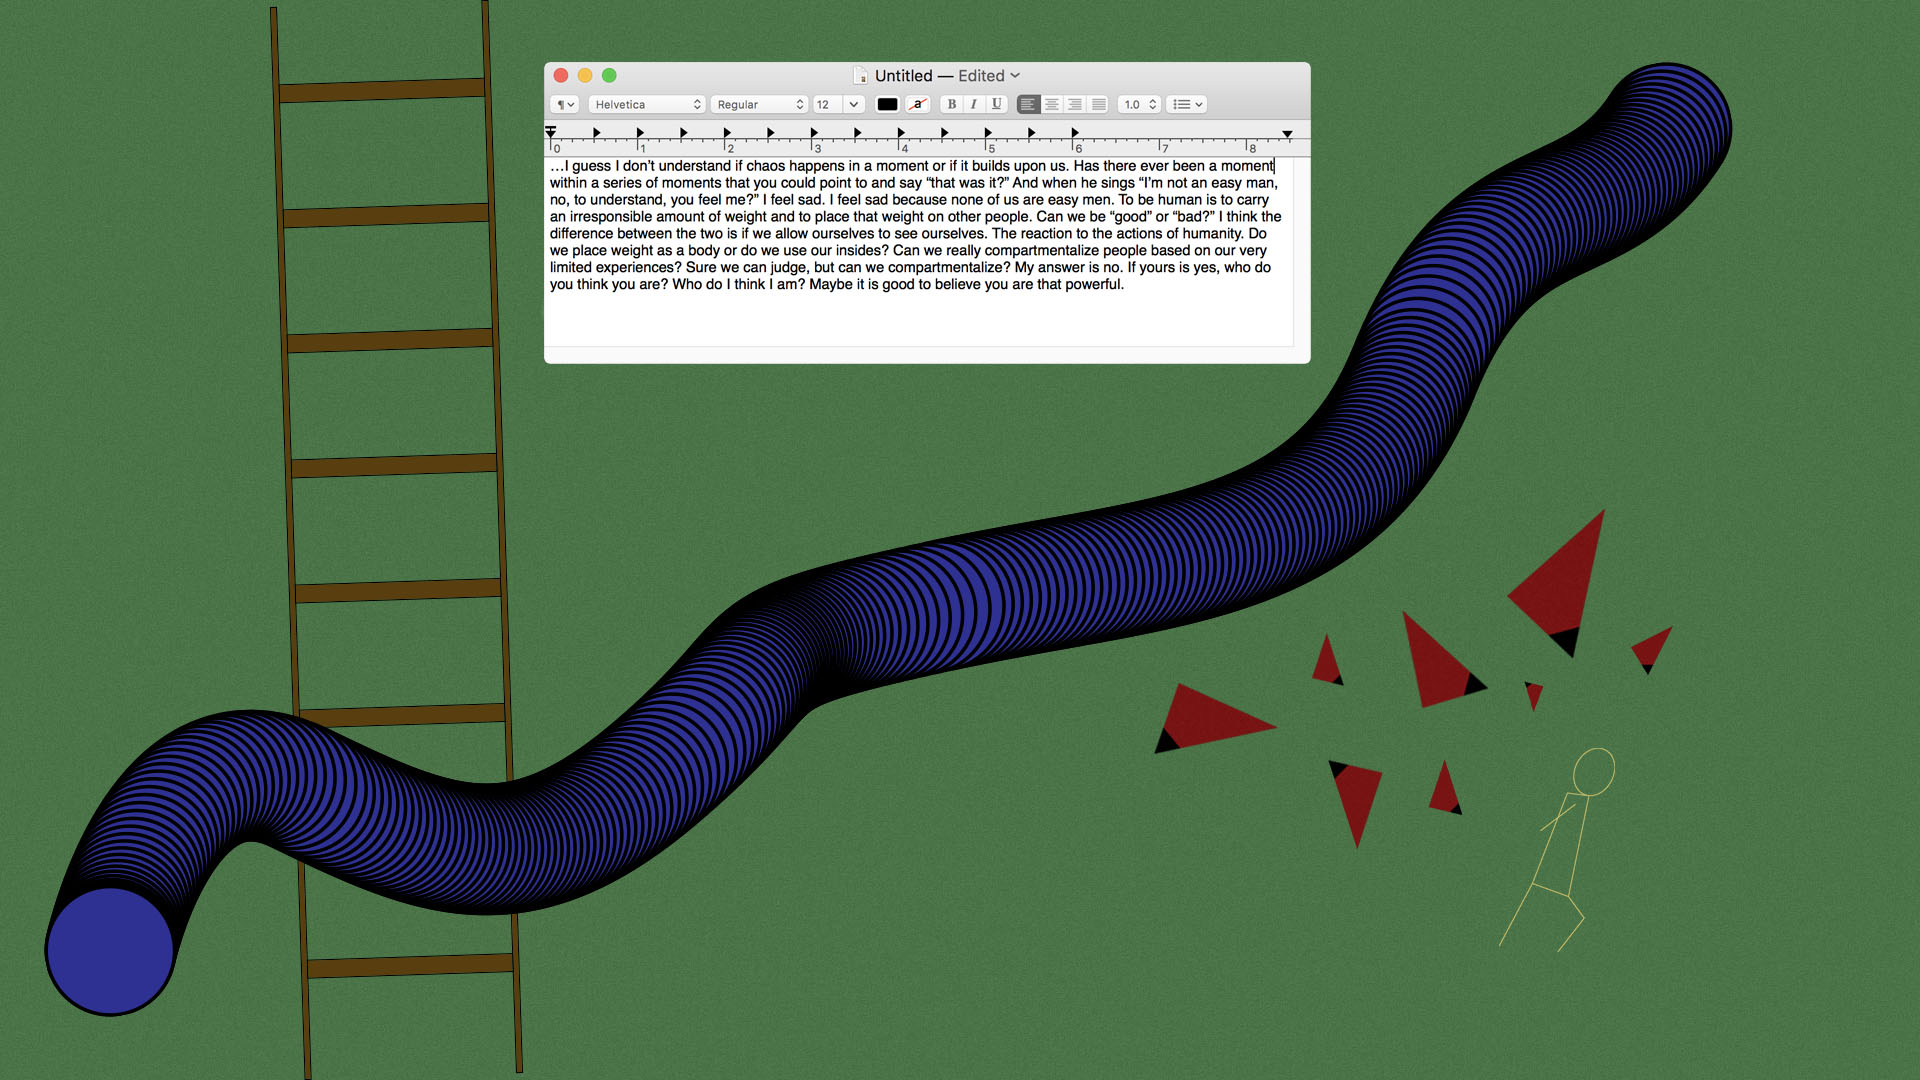 Untitled — Edited
¶ Helvetica Regular 12 a B I U 1.0
0 1 2 3 4 5 6 7 8
…I guess I don’t understand if chaos happens in a moment or if it builds upon us. Has there ever been a moment
within a series of moments that you could point to and say “that was it?” And when he sings “I’m not an easy man,
no, to understand, you feel me?” I feel sad. I feel sad because none of us are easy men. To be human is to carry
an irresponsible amount of weight and to place that weight on other people. Can we be “good” or “bad?” I think the
difference between the two is if we allow ourselves to see ourselves. The reaction to the actions of humanity. Do
we place weight as a body or do we use our insides? Can we really compartmentalize people based on our very
limited experiences? Sure we can judge, but can we compartmentalize? My answer is no. If yours is yes, who do
you think you are? Who do I think I am? Maybe it is good to believe you are that powerful.